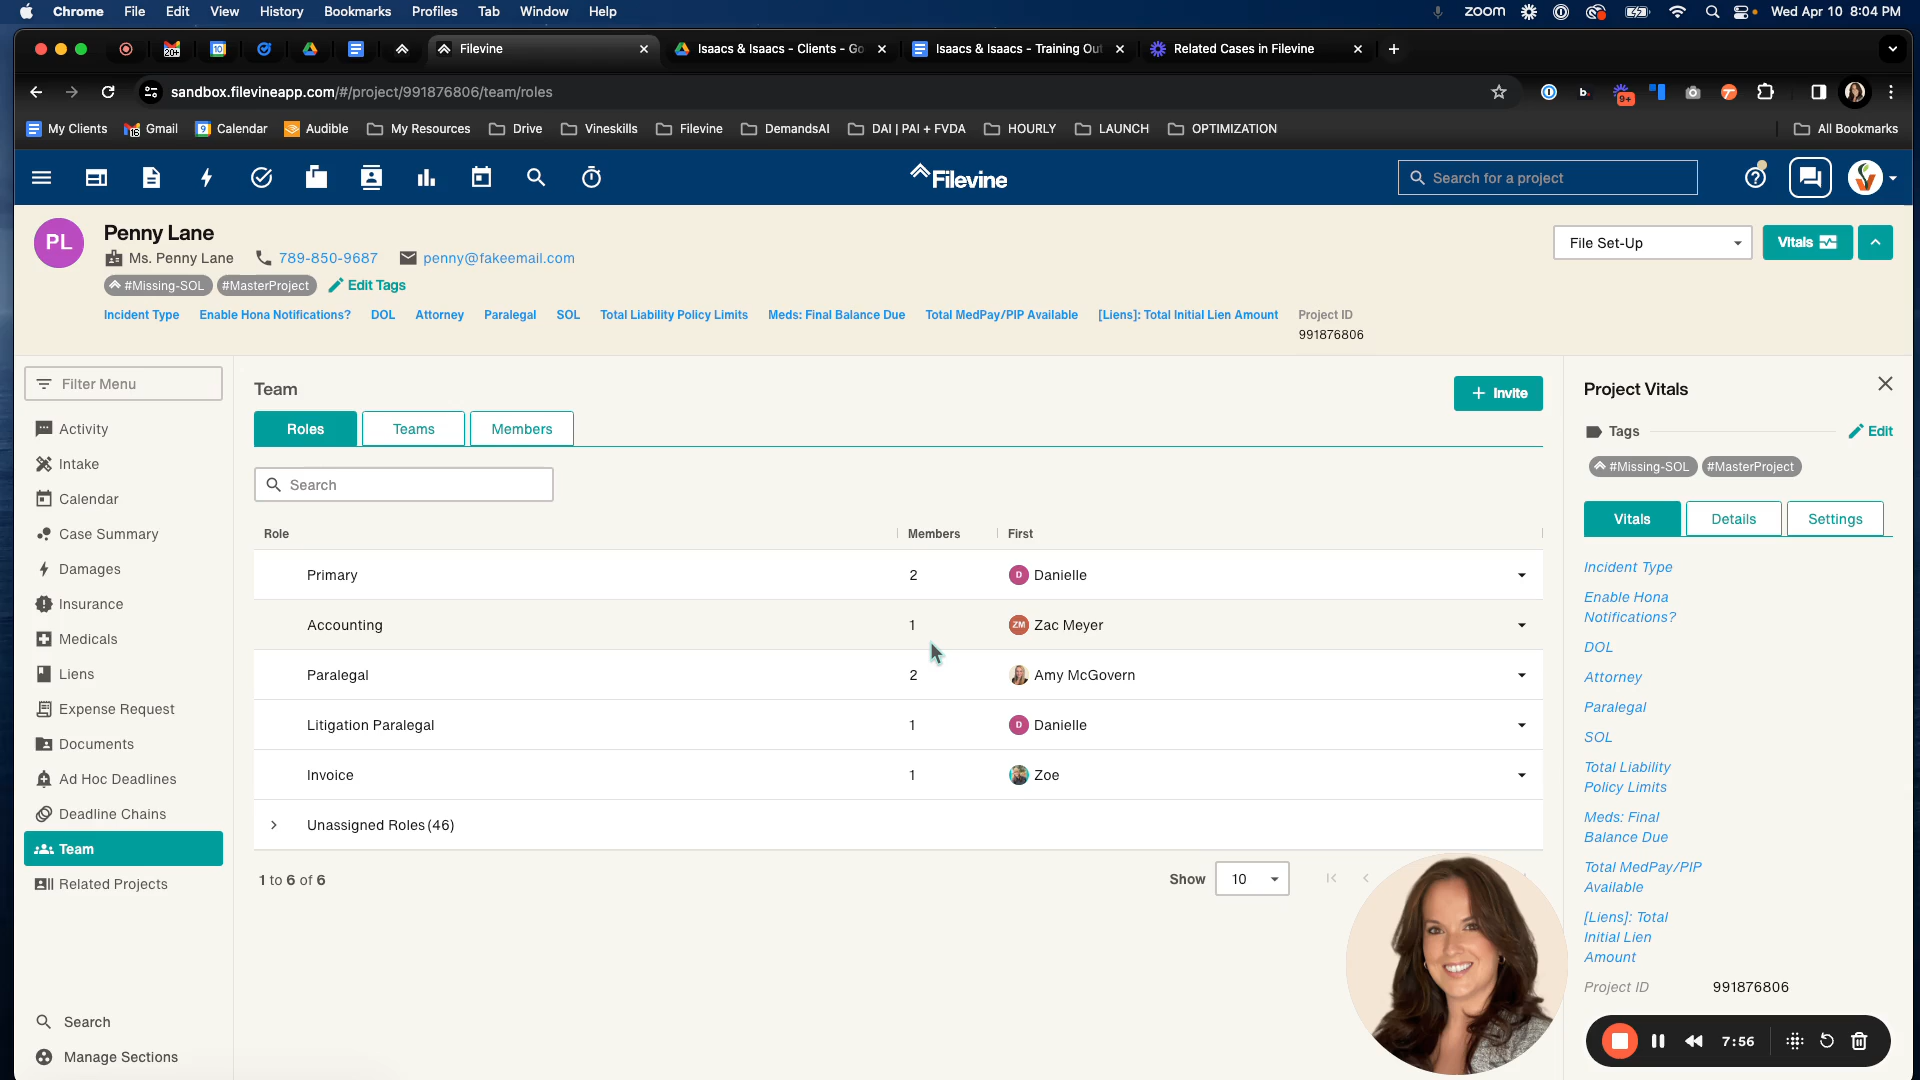 Chrome File Edit View History Bookmarks Profiles Tab Window Help zoom Wed Apr 10 8:04 PM
20+ 10 Filevine Isaacs & Isaacs - Clients - Go Isaacs & Isaacs - Training Out Related Cases in Filevine
sandbox.filevineapp.com/#/project/991876806/team/roles b. 9+
My Clients 16 Gmail 9 Calendar Audible My Resources Drive Vineskills Filevine DemandsAI DAI | PAI + FVDA HOURLY LAUNCH OPTIMIZATION All Bookmarks
Filevine Search for a project
PL Penny Lane
Ms. Penny Lane 789-850-9687 penny@fakeemail.com
File Set-Up Vitals
#Missing-SOL #MasterProject Edit Tags
Incident Type Enable Hona Notifications? DOL Attorney Paralegal SOL Total Liability Policy Limits Meds: Final Balance Due Total MedPay/PIP Available [Liens]: Total Initial Lien Amount Project ID
991876806
Filter Menu
Activity
Intake
Calendar
Case Summary
Damages
Insurance
Medicals
Liens
Expense Request
Documents
Ad Hoc Deadlines
Deadline Chains
Team
Related Projects
Search
Manage Sections
Team
+ Invite
Roles Teams Members
Search
Role Members First
Primary 2 D Danielle
Accounting 1 ZM Zac Meyer
Paralegal 2 Amy McGovern
Litigation Paralegal 1 D Danielle
Invoice 1 Zoe
Unassigned Roles (46)
1 to 6 of 6 Show 10
Project Vitals
Tags Edit
#Missing-SOL #MasterProject
Vitals Details Settings
Incident Type
Enable Hona
Notifications?
DOL
Attorney
Paralegal
SOL
Total Liability
Policy Limits
Meds: Final
Balance Due
Total MedPay/PIP
Available
[Liens]: Total
Initial Lien
Amount
Project ID 991876806
7:56